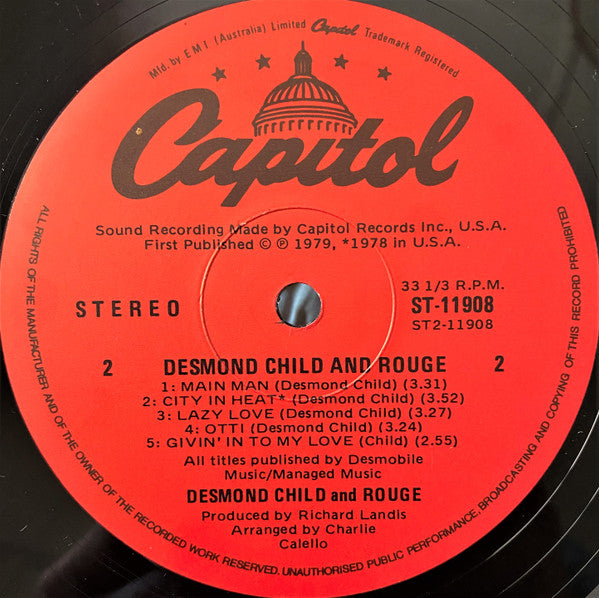 Mfd. by E M I (Australia) Limited Capitol Trademark Registered
Capitol
Sound Recording Made by Capitol Records Inc., U.S.A.
First Published © ℗ 1979, *1978 in U.S.A.
33 1/3 R.P.M.
STEREO ST-11908
ST2-11908
2 DESMOND CHILD AND ROUGE 2
1: MAIN MAN (Desmond Child) (3.31)
2: CITY IN HEAT* (Desmond Child) (3.52)
3: LAZY LOVE (Desmond Child) (3.27)
4: OTTI (Desmond Child) (3.24)
5: GIVIN' IN TO MY LOVE (Child) (2.55)
All titles published by Desmobile
Music/Managed Music
DESMOND CHILD and ROUGE
Produced by Richard Landis
Arranged by Charlie
Calello
ALL RIGHTS OF THE MANUFACTURER AND OF THE OWNER OF THE RECORDED WORK RESERVED. UNAUTHORISED PUBLIC PERFORMANCE, BROADCASTING AND COPYING OF THIS RECORD PROHIBITED